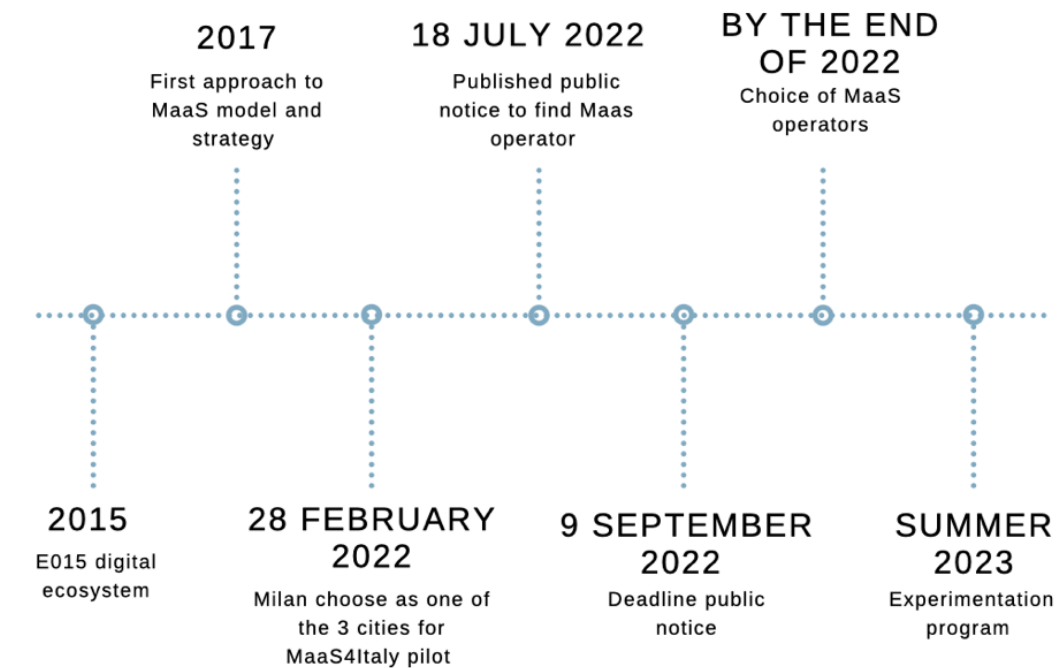 2017
First approach to
MaaS model and
strategy
18 JULY 2022
Published public
notice to find Maas
operator
BY THE END
OF 2022
Choice of MaaS
operators
2015
E015 digital
ecosystem
28 FEBRUARY
2022
Milan choose as one of
the 3 cities for
MaaS4Italy pilot
9 SEPTEMBER
2022
Deadline public
notice
SUMMER
2023
Experimentation
program